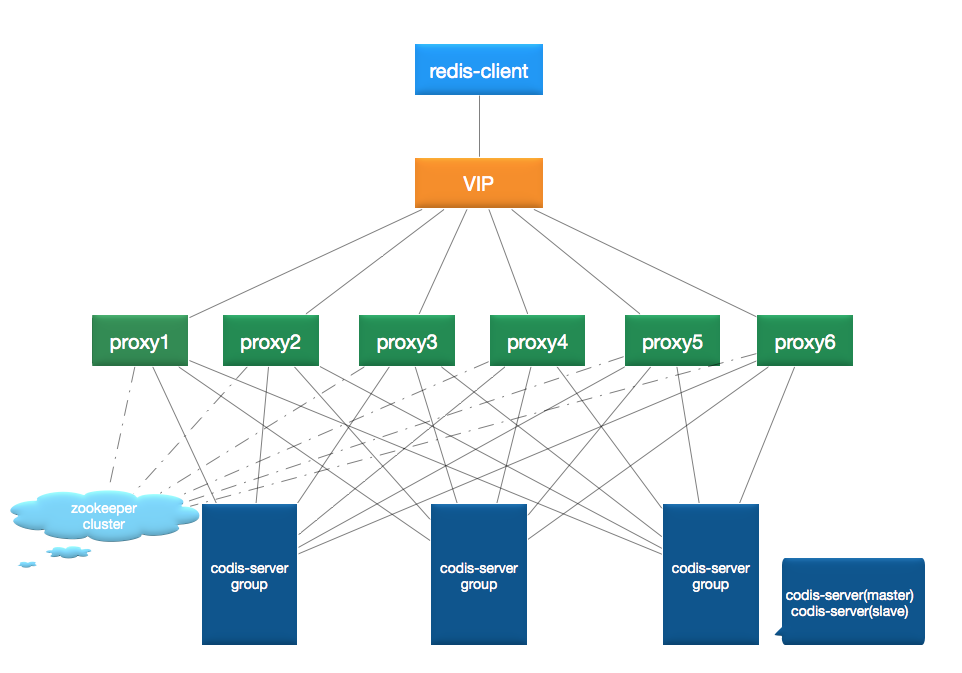 redis-client
VIP
proxy1
proxy2
proxy3
proxy4
proxy5
proxy6
zookeeper
cluster
codis-server
group
codis-server
group
codis-server
group
codis-server(master)
codis-server(slave)